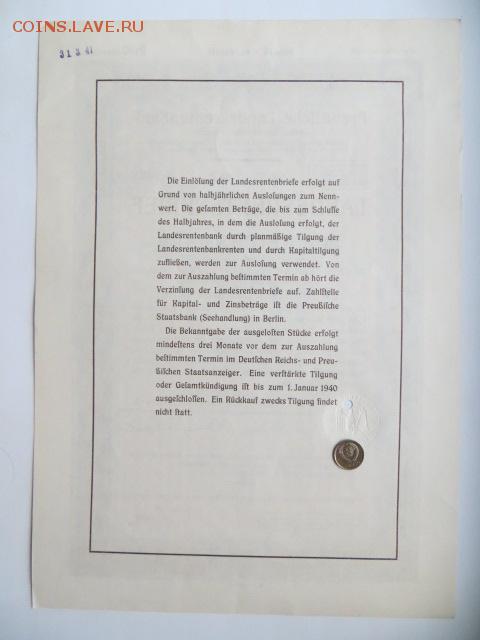 COINS.LAVE.RU
31 3 41
Die Einlöſung der Landesrentenbrieſe erfolgt auf
Grund von halbjährlichen Ausloſungen zum Nenn-
wert. Die geſamten Beträge, die bis zum Schluſſe
des Halbjahres, in dem die Ausloſung erfolgt, der
Landesrentenbank durch planmäßige Tilgung der
Landesrentenbankrenten und durch Kapitaltilgung
zufließen, werden zur Ausloſung verwendet. Von
dem zur Auszahlung beſtimmten Termin ab hört die
Verzinſung der Landesrentenbriefe auf. Zahlſtelle
für Kapital- und Zinsbeträge iſt die Preußiſche
Staatsbank (Seehandlung) in Berlin.
Die Bekanntgabe der ausgeloſten Stücke erfolgt
mindeſtens drei Monate vor dem zur Auszahlung
beſtimmten Termin im Deutſchen Reichs- und Preu-
ßiſchen Staatsanzeiger. Eine verſtärkte Tilgung
oder Geſamtkündigung iſt bis zum 1. Januar 1940
ausgeſchloſſen. Ein Rückkauf zwecks Tilgung findet
nicht ſtatt.